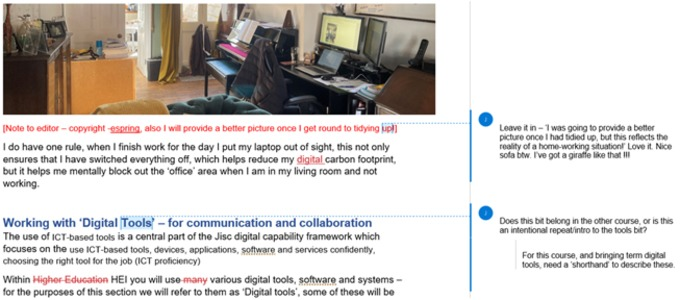 [Note to editor – copyright -espring, also I will provide a better picture once I get round to tidying up!]
I do have one rule, when I finish work for the day I put my laptop out of sight, this not only
ensures that I have switched everything off, which helps reduce my digital carbon footprint,
but it helps me mentally block out the ‘office’ area when I am in my living room and not
working.
Working with ‘Digital Tools’ – for communication and collaboration
The use of ICT-based tools is a central part of the Jisc digital capability framework which
focuses on the use ICT-based tools, devices, applications, software and services confidently,
choosing the right tool for the job (ICT proficiency)
Within Higher Education HEI you will use many various digital tools, software and systems –
for the purposes of this section we will refer to them as ‘Digital tools’, some of these will be
Leave it in – ‘I was going to provide a better
picture once I had tidied up, but this reflects the
reality of a home-working situation!’ Love it. Nice
sofa btw. I’ve got a giraffe like that !!!
Does this bit belong in the other course, or is this
an intentional repeat/intro to the tools bit?
For this course, and bringing term digital
tools, need a ‘shorthand’ to describe these.